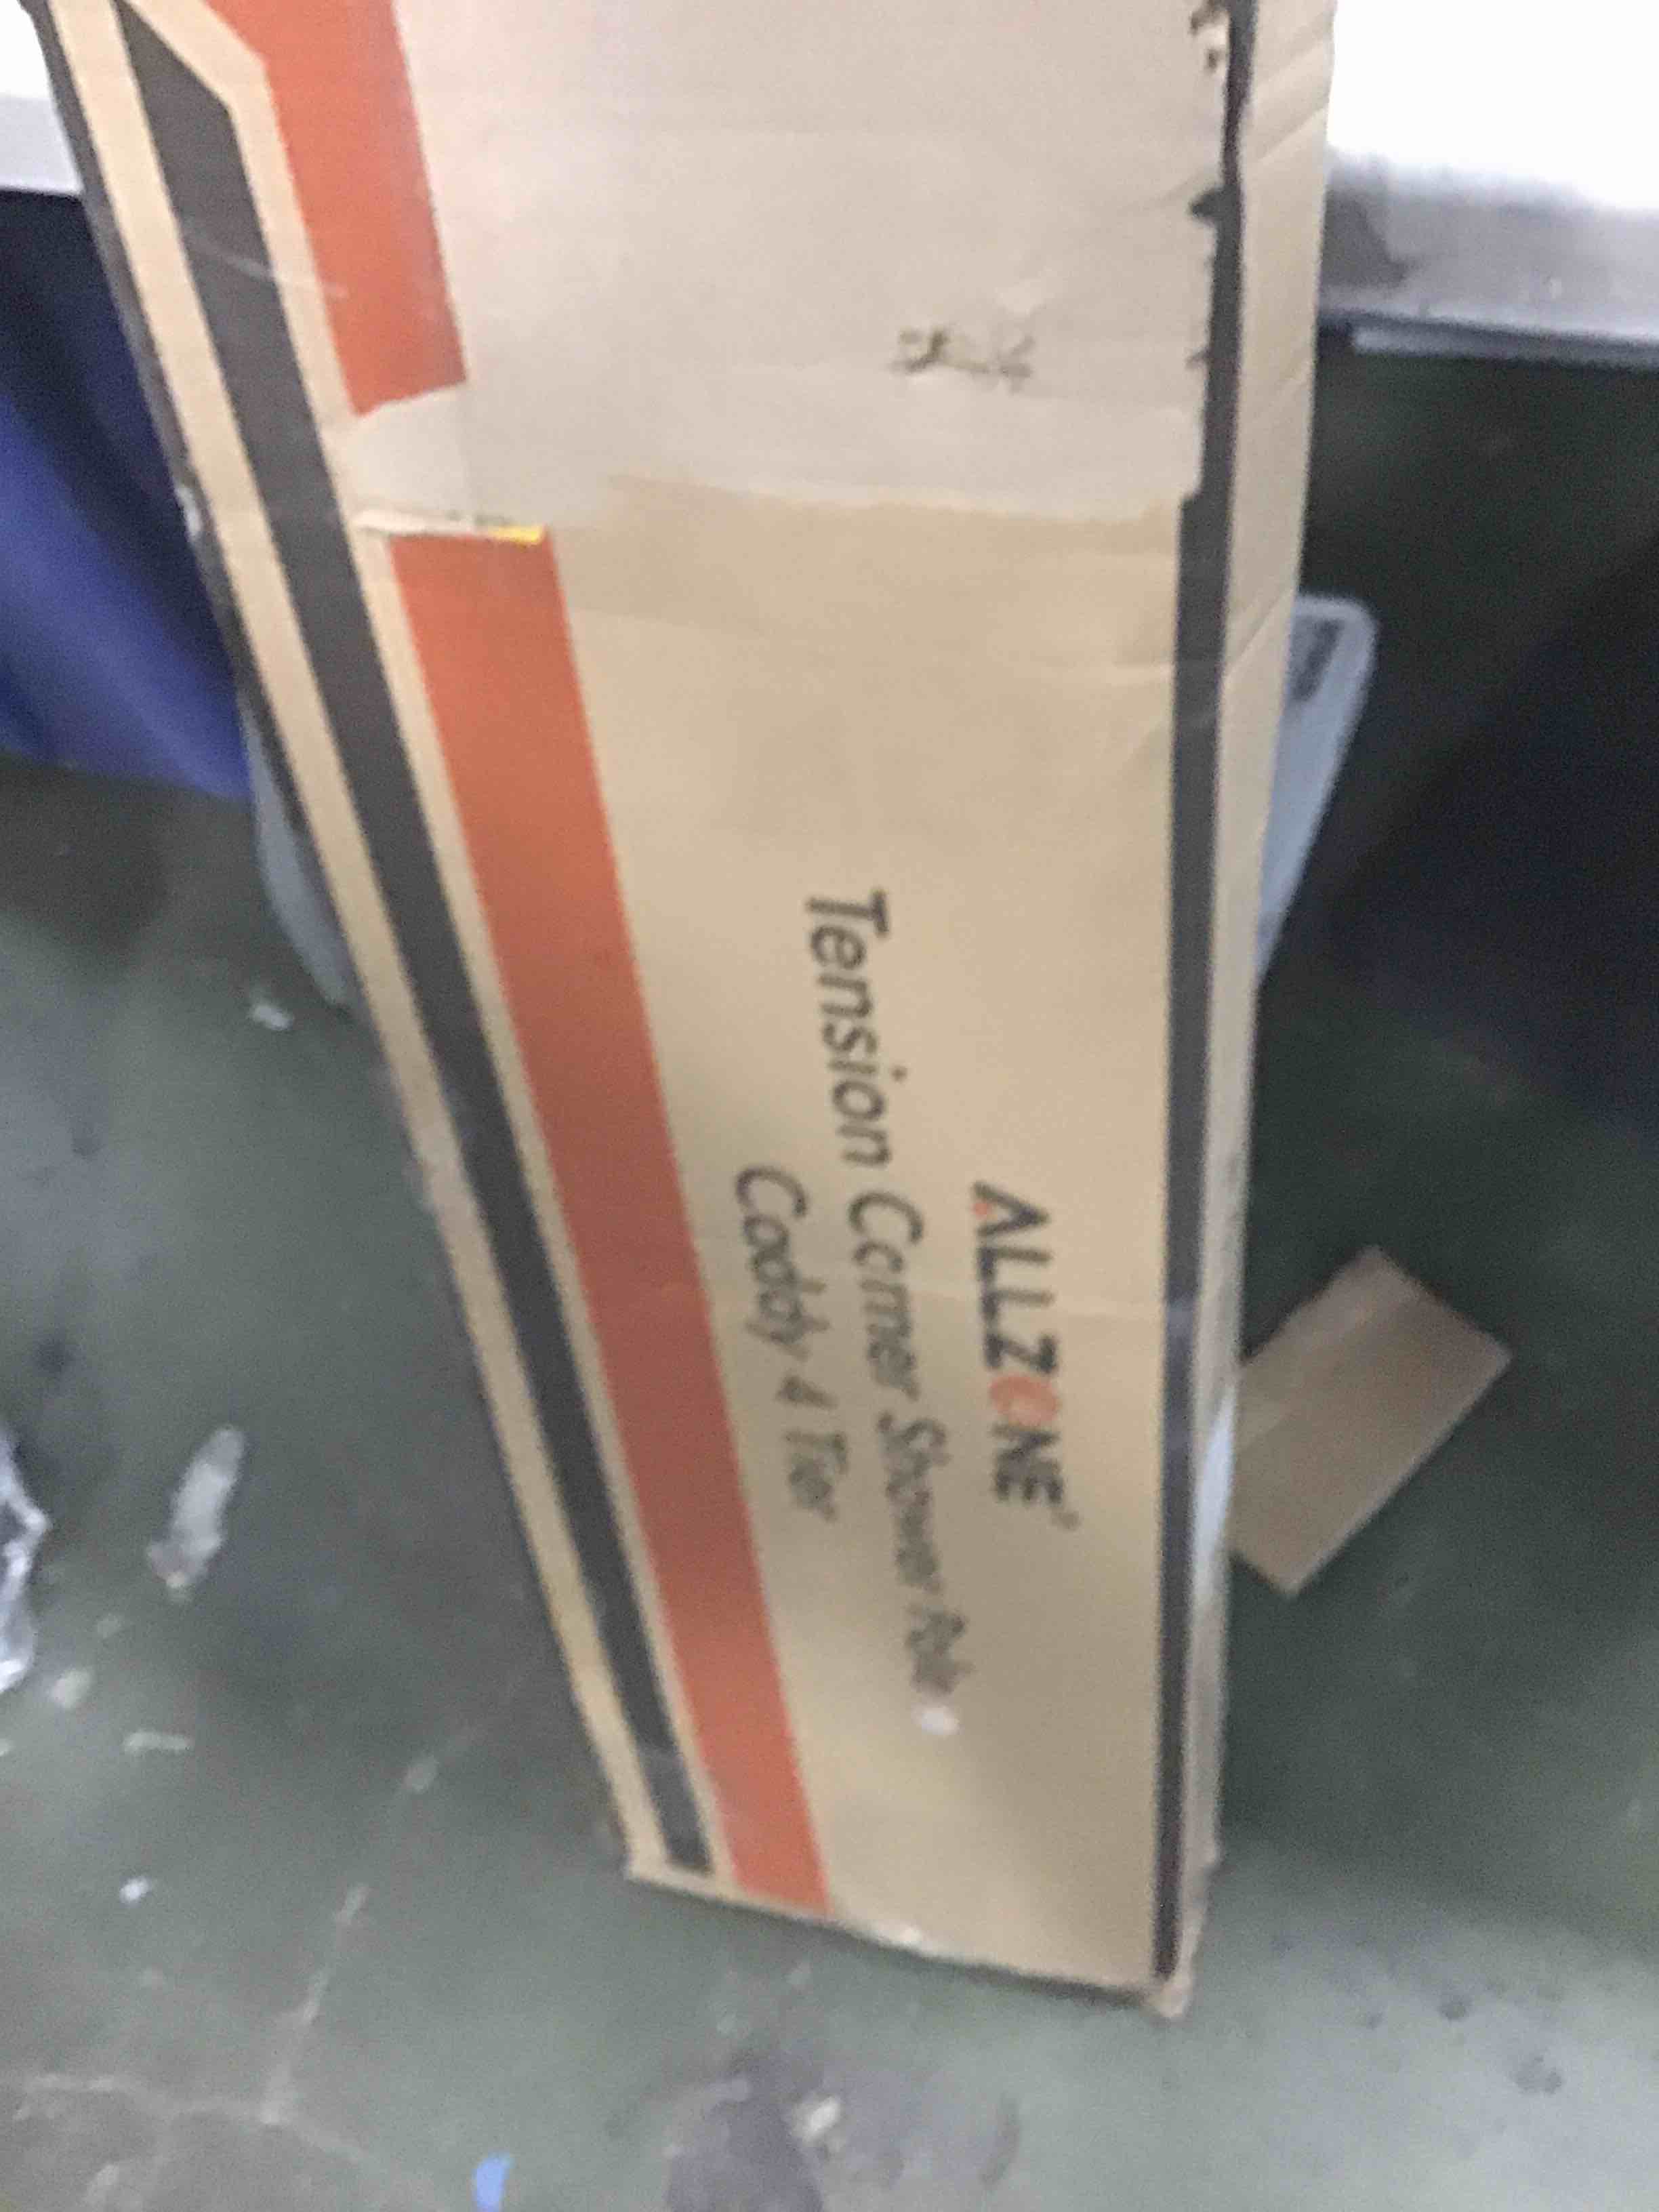 ALLZONE®
Tension Corner Shower Pole
Caddy 4 Tier